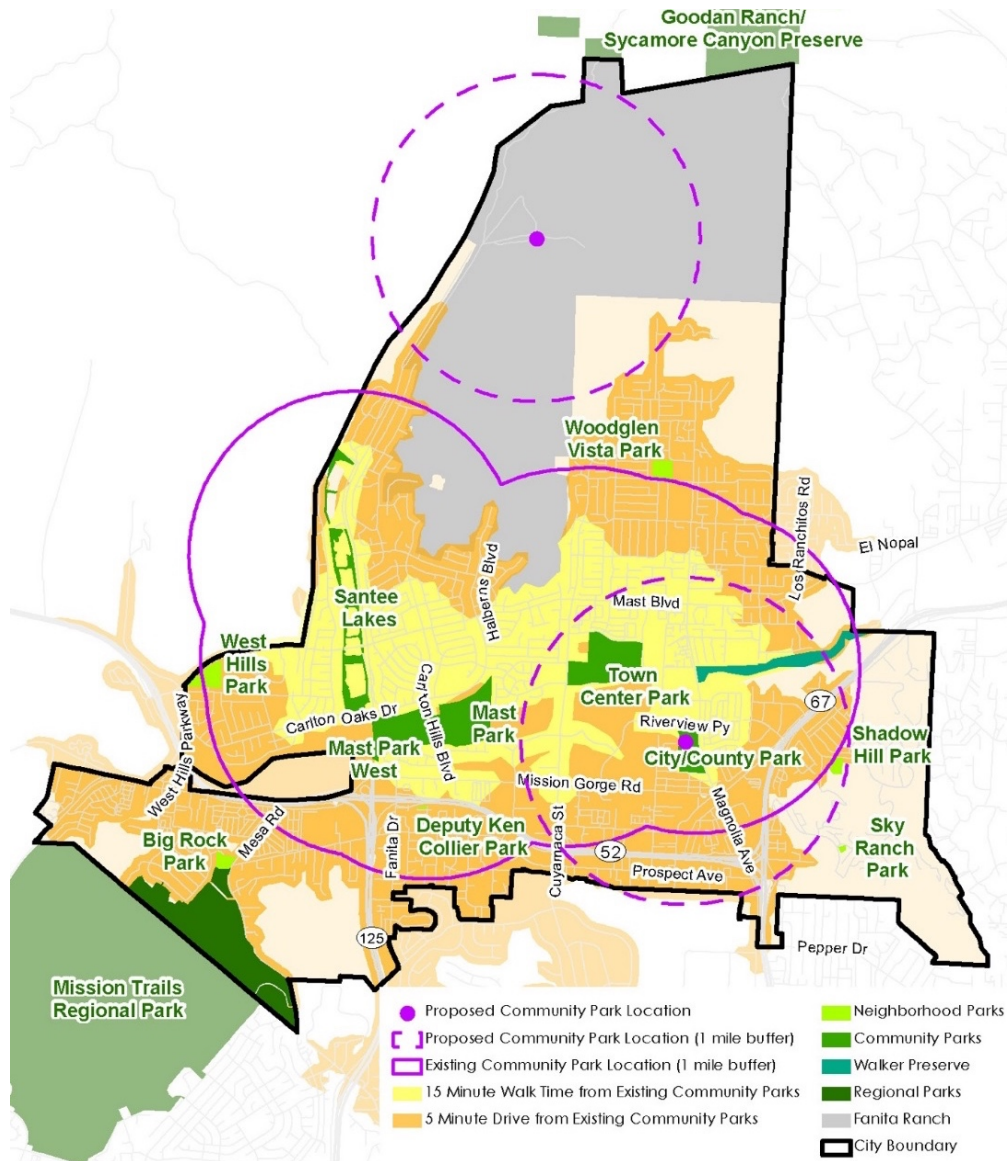 Goodan Ranch/
Sycamore Canyon Preserve
Woodglen
Vista Park
Los Ranchitos Rd
El Nopal
Halberns Blvd
Mast Blvd
Santee
Lakes
West
Hills
Park
Town
Center Park
67
Carlton Oaks Dr
Carlton Hills Blvd
Mast
Park
Riverview Py
City/County Park
Shadow
Hill Park
Mast Park
West
West Hills Parkway
Mission Gorge Rd
Magnolia Ave
Mesa Rd
Big Rock
Park
Fanita Dr
Deputy Ken
Collier Park
Cuyamaca St
52
Prospect Ave
Sky
Ranch
Park
125
Pepper Dr
Mission Trails
Regional Park
Proposed Community Park Location
Proposed Community Park Location (1 mile buffer)
Existing Community Park Location (1 mile buffer)
15 Minute Walk Time from Existing Community Parks
5 Minute Drive from Existing Community Parks
Neighborhood Parks
Community Parks
Walker Preserve
Regional Parks
Fanita Ranch
City Boundary